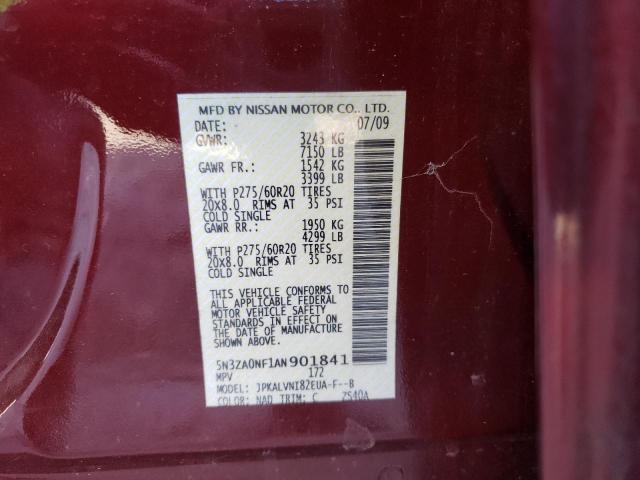 MFD BY NISSAN MOTOR CO., LTD.
DATE: 07/09
GVWR: 3243 KG
7150 LB
GAWR FR.: 1542 KG
3399 LB
WITH P275/60R20 TIRES
20X8.0 RIMS AT 35 PSI
COLD SINGLE
GAWR RR.: 1950 KG
4299 LB
WITH P275/60R20 TIRES
20X8.0 RIMS AT 35 PSI
COLD SINGLE
THIS VEHICLE CONFORMS TO
ALL APPLICABLE FEDERAL
MOTOR VEHICLE SAFETY
STANDARDS IN EFFECT ON
THE DATE OF MANUFACTURE
SHOWN ABOVE.
5N3ZA0NF1AN901841
MPV 172
MODEL: JPKALVNI82EUA-F--B
COLOR: NAD TRIM: C ZS40A